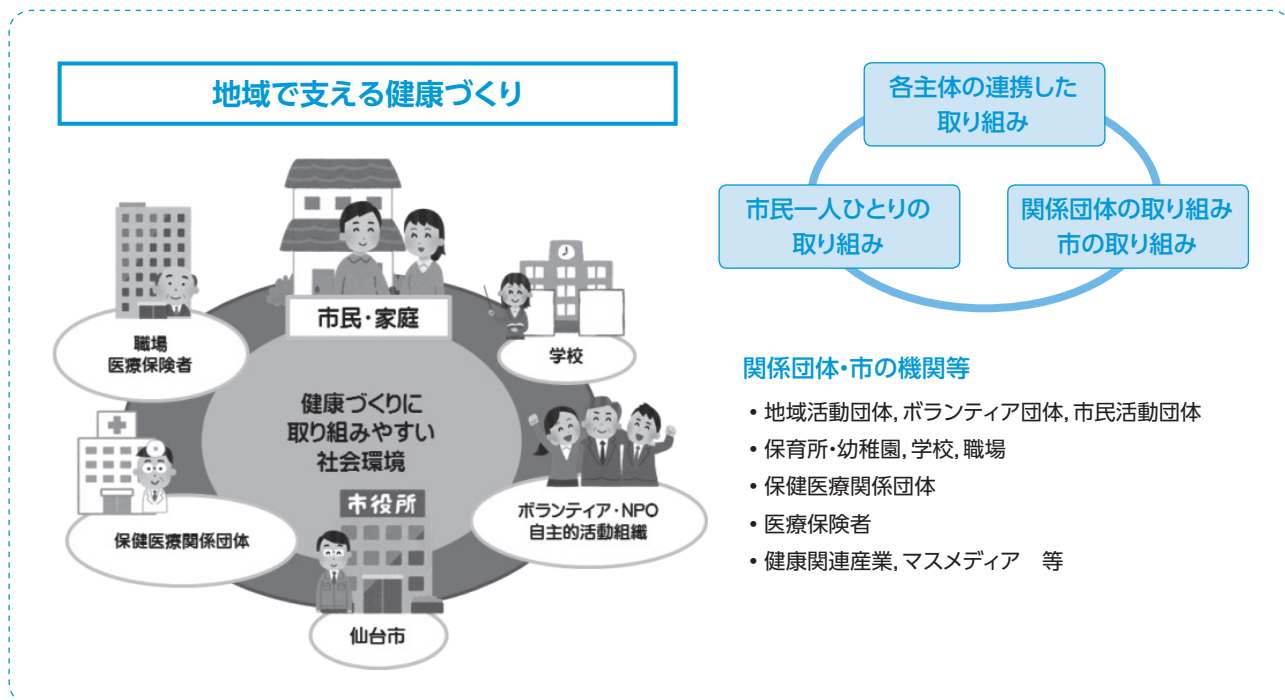 地域で支える健康づくり
市民・家庭
職場
医療保険者
学校
健康づくりに
取り組みやすい
社会環境
保健医療関係団体
市役所
ボランティア・NPO
自主的活動組織
仙台市
各主体の連携した
取り組み
市民一人ひとりの
取り組み
関係団体の取り組み
市の取り組み
関係団体・市の機関等
• 地域活動団体，ボランティア団体，市民活動団体
• 保育所・幼稚園，学校，職場
• 保健医療関係団体
• 医療保険者
• 健康関連産業，マスメディア　等